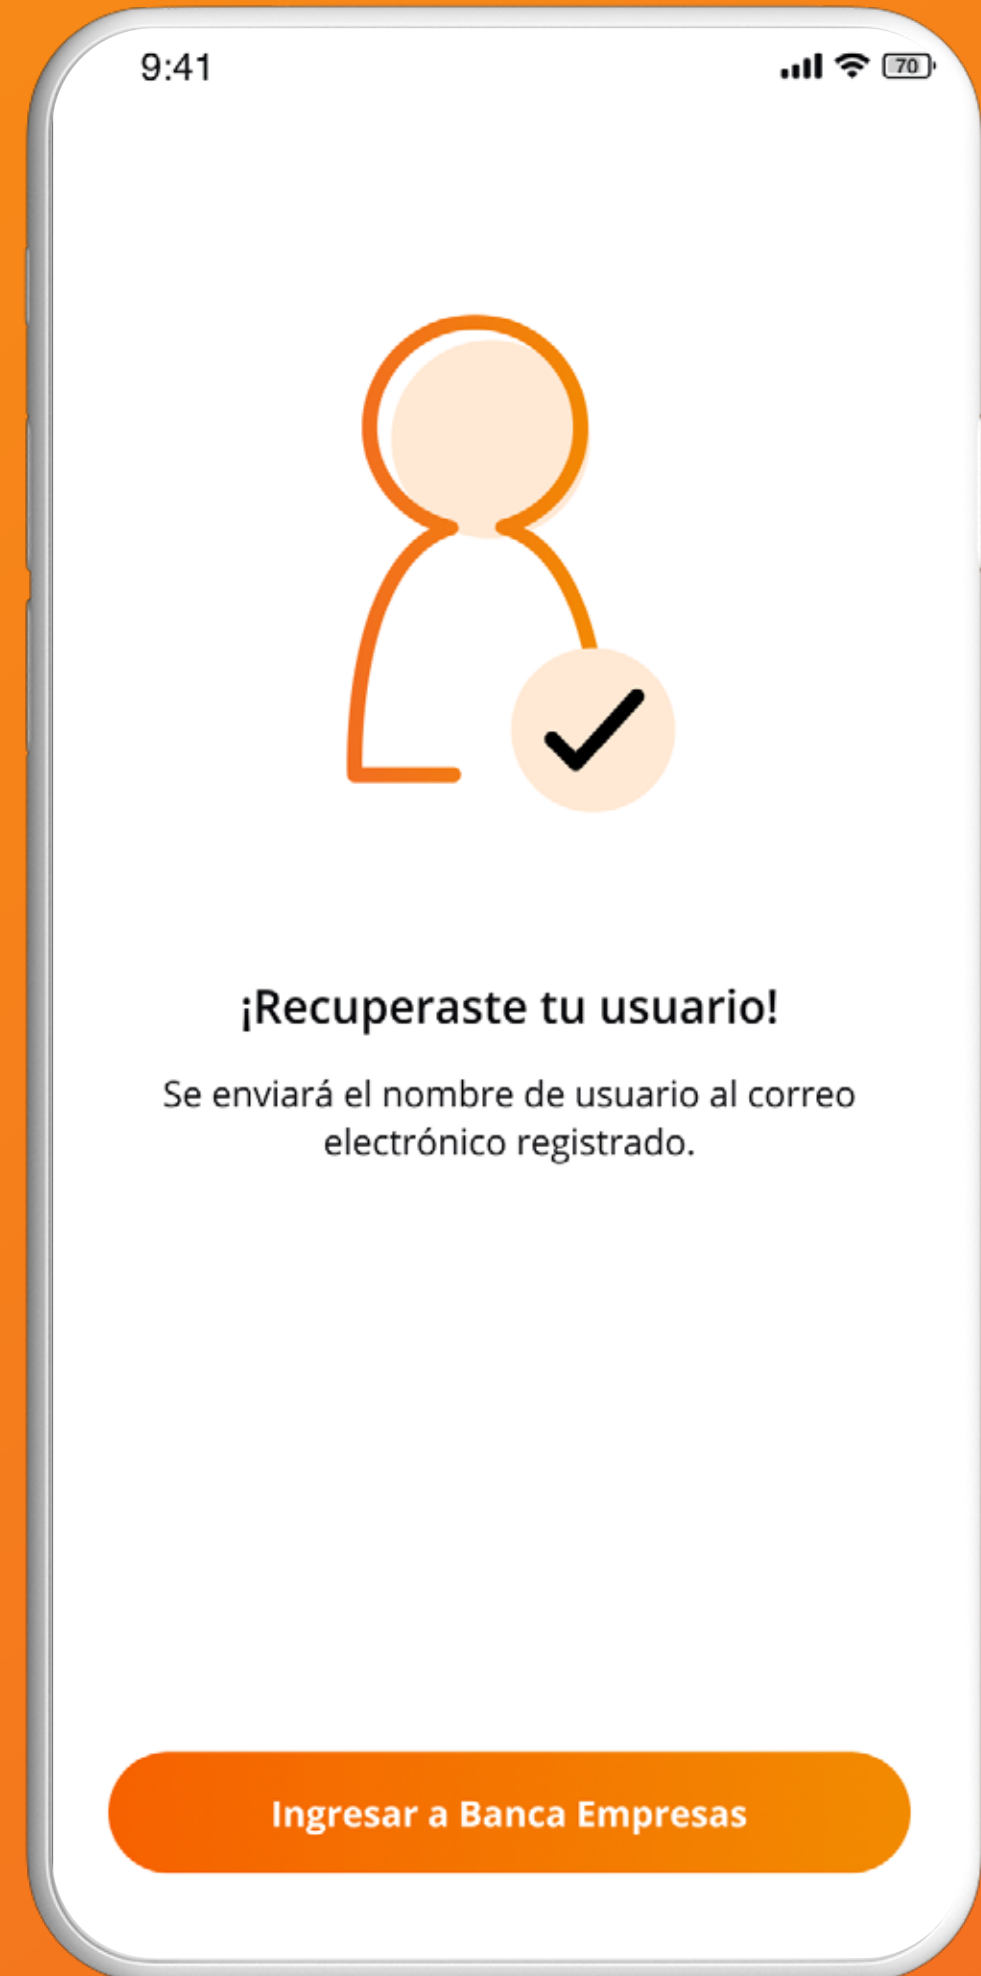 9:41
70
¡Recuperaste tu usuario!
Se enviará el nombre de usuario al correo
electrónico registrado.
Ingresar a Banca Empresas